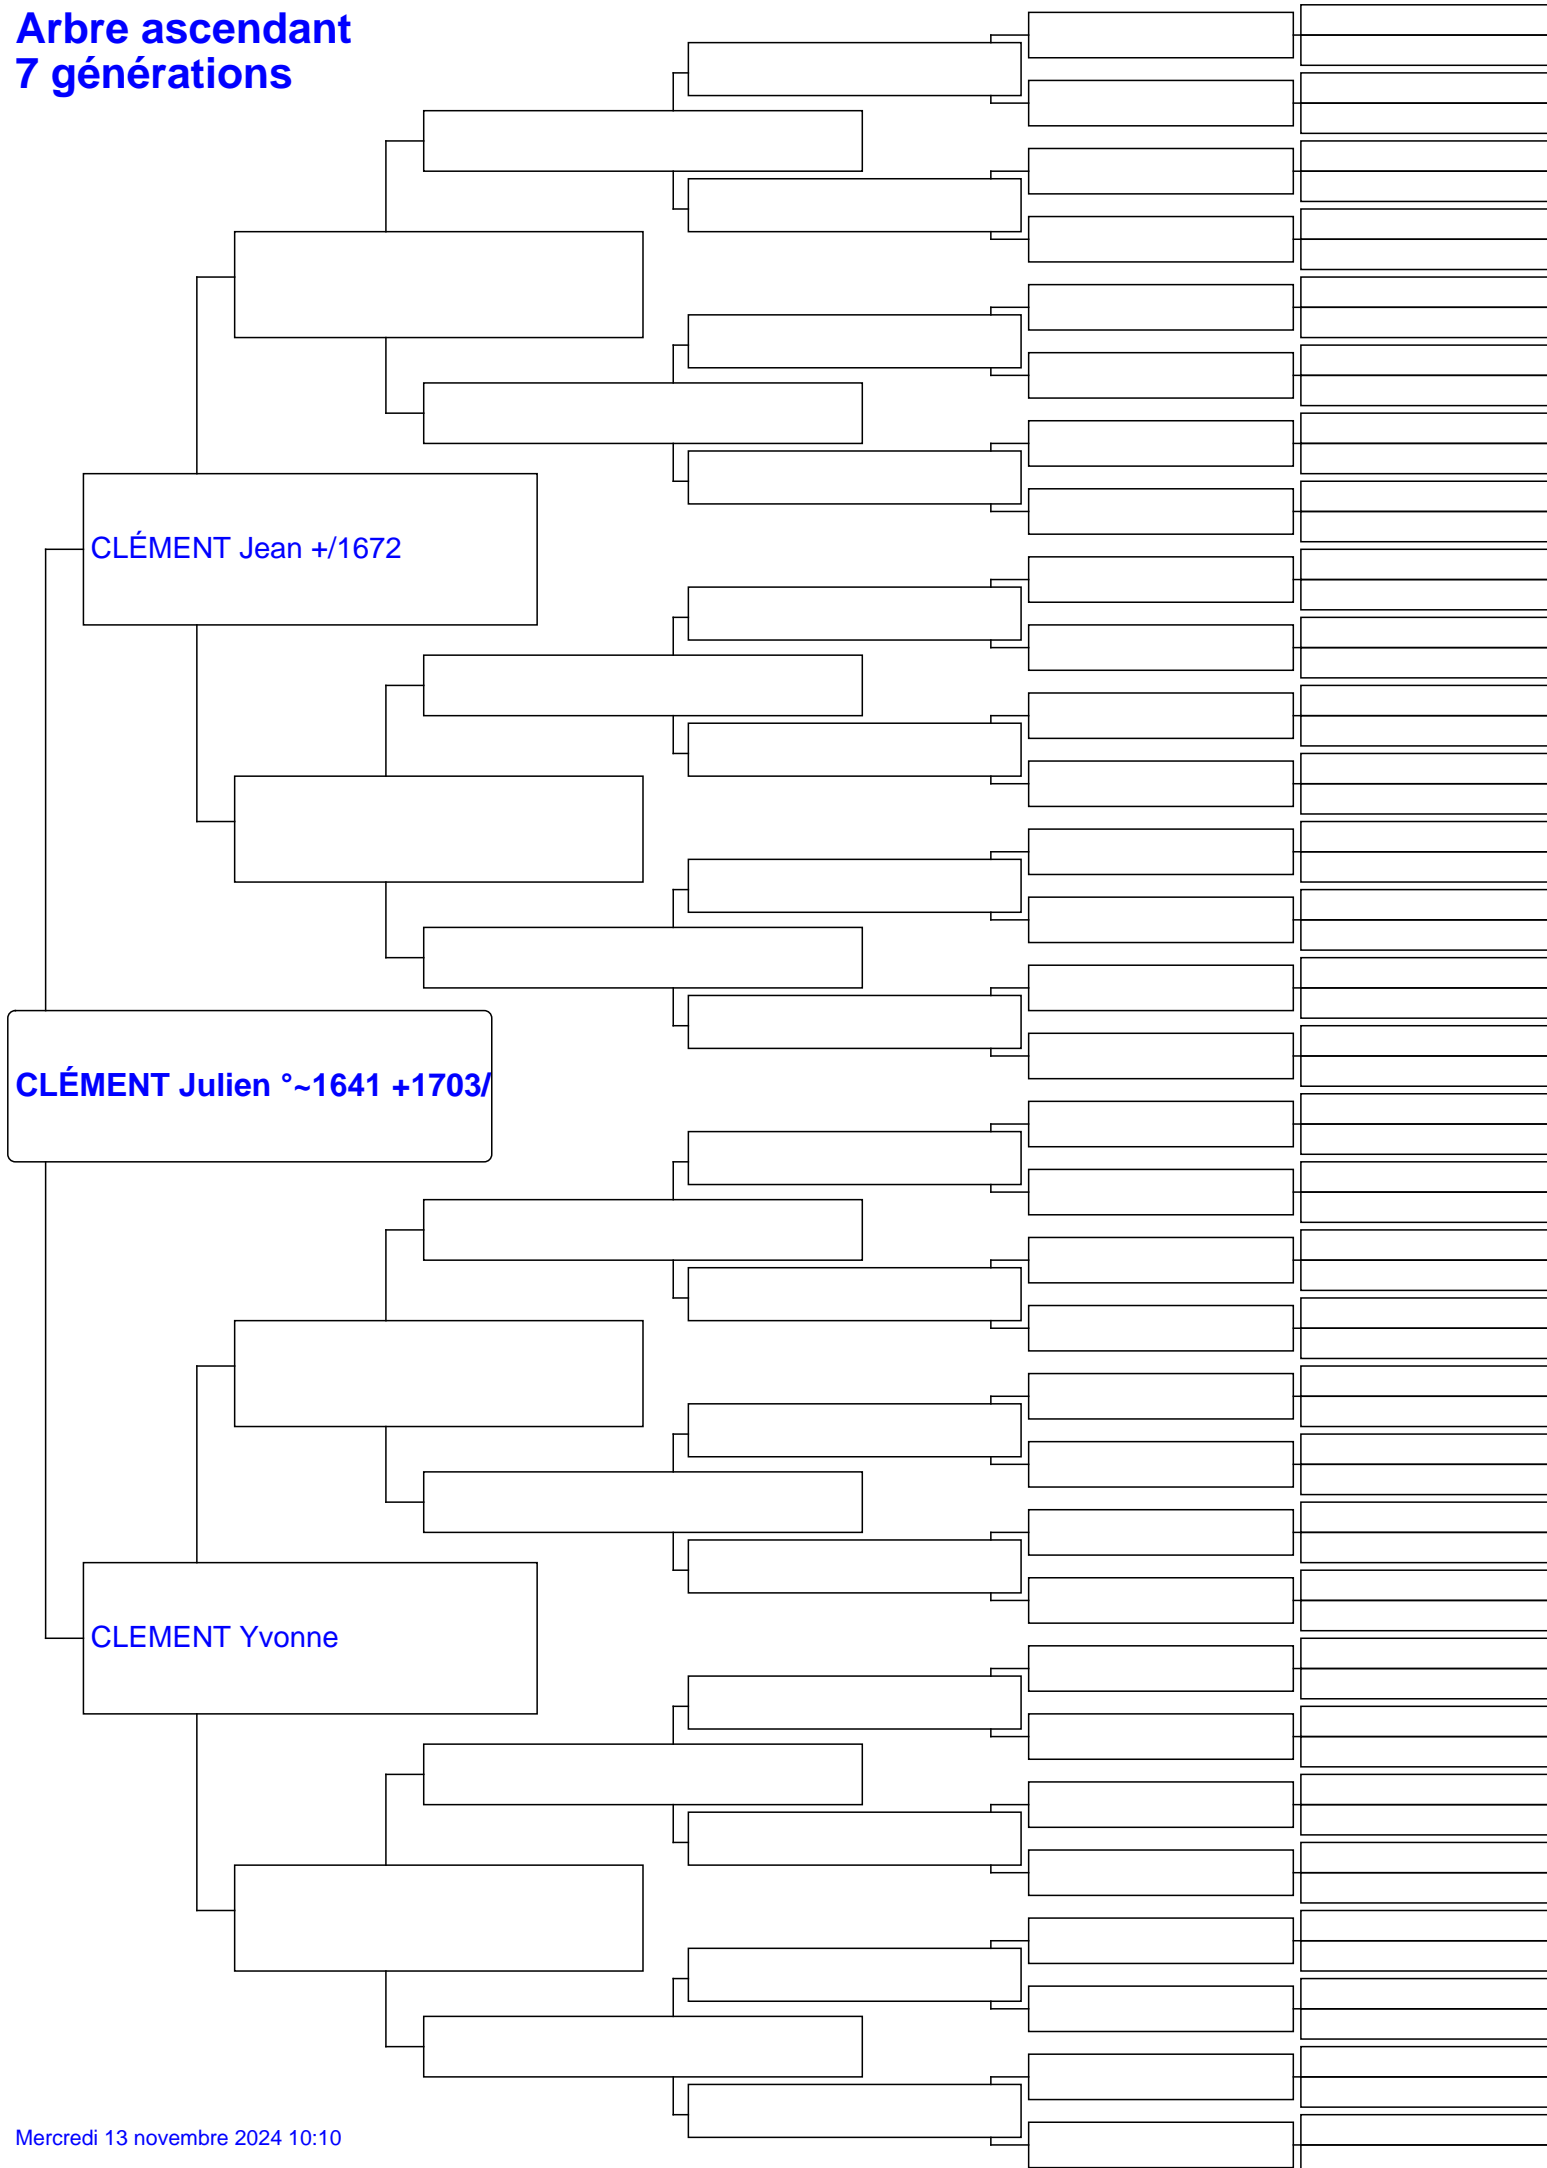 Arbre ascendant
7 générations
CLÉMENT Jean +/1672
CLÉMENT Julien °~1641 +1703/
CLEMENT Yvonne
Mercredi 13 novembre 2024 10:10